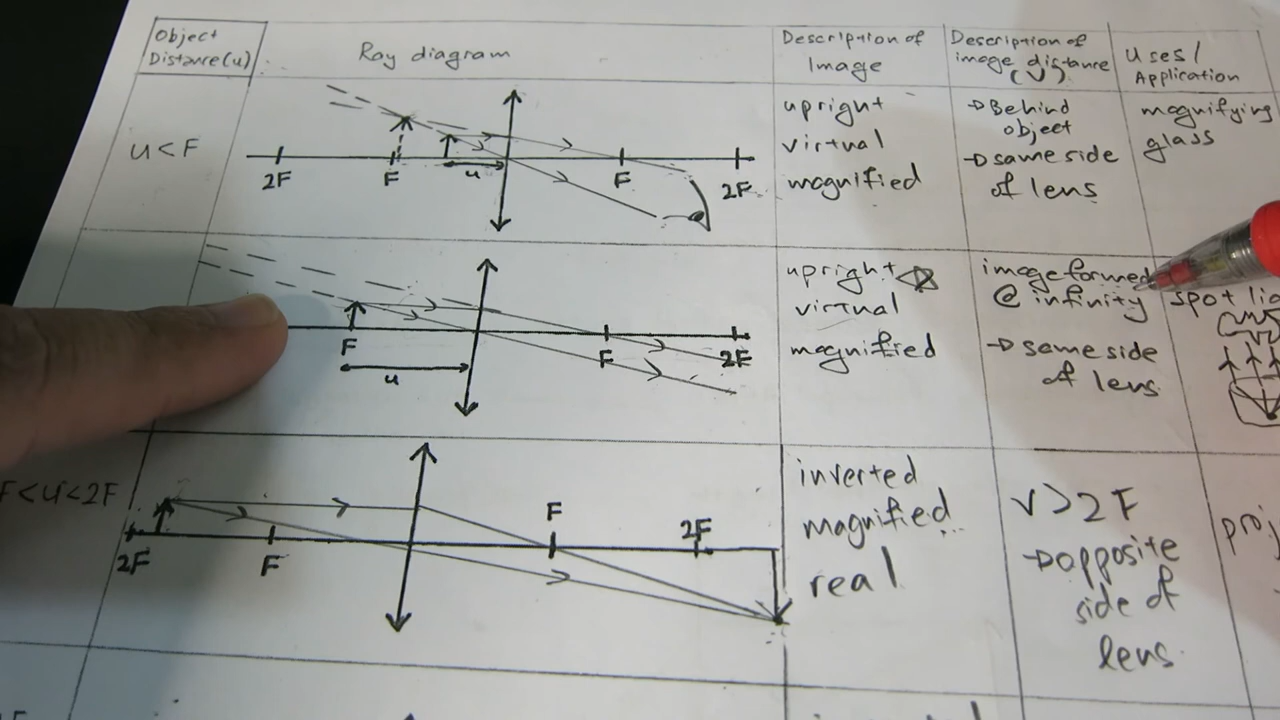 Object
Distance(u)
Ray diagram
Description of
Image
Description of
image distance
(v)
Uses/
Application
u<F
2F
F
u
F
2F
upright
virtual
magnified
→Behind
object
→same side
of lens
magnifying
glass
F
u
F
2F
upright
virtual
magnified
image formed
@ infinity
→same side
of lens
spot
F<u<2F
2F
F
F
2F
inverted
magnified
real
v>2F
→opposite
side of
lens